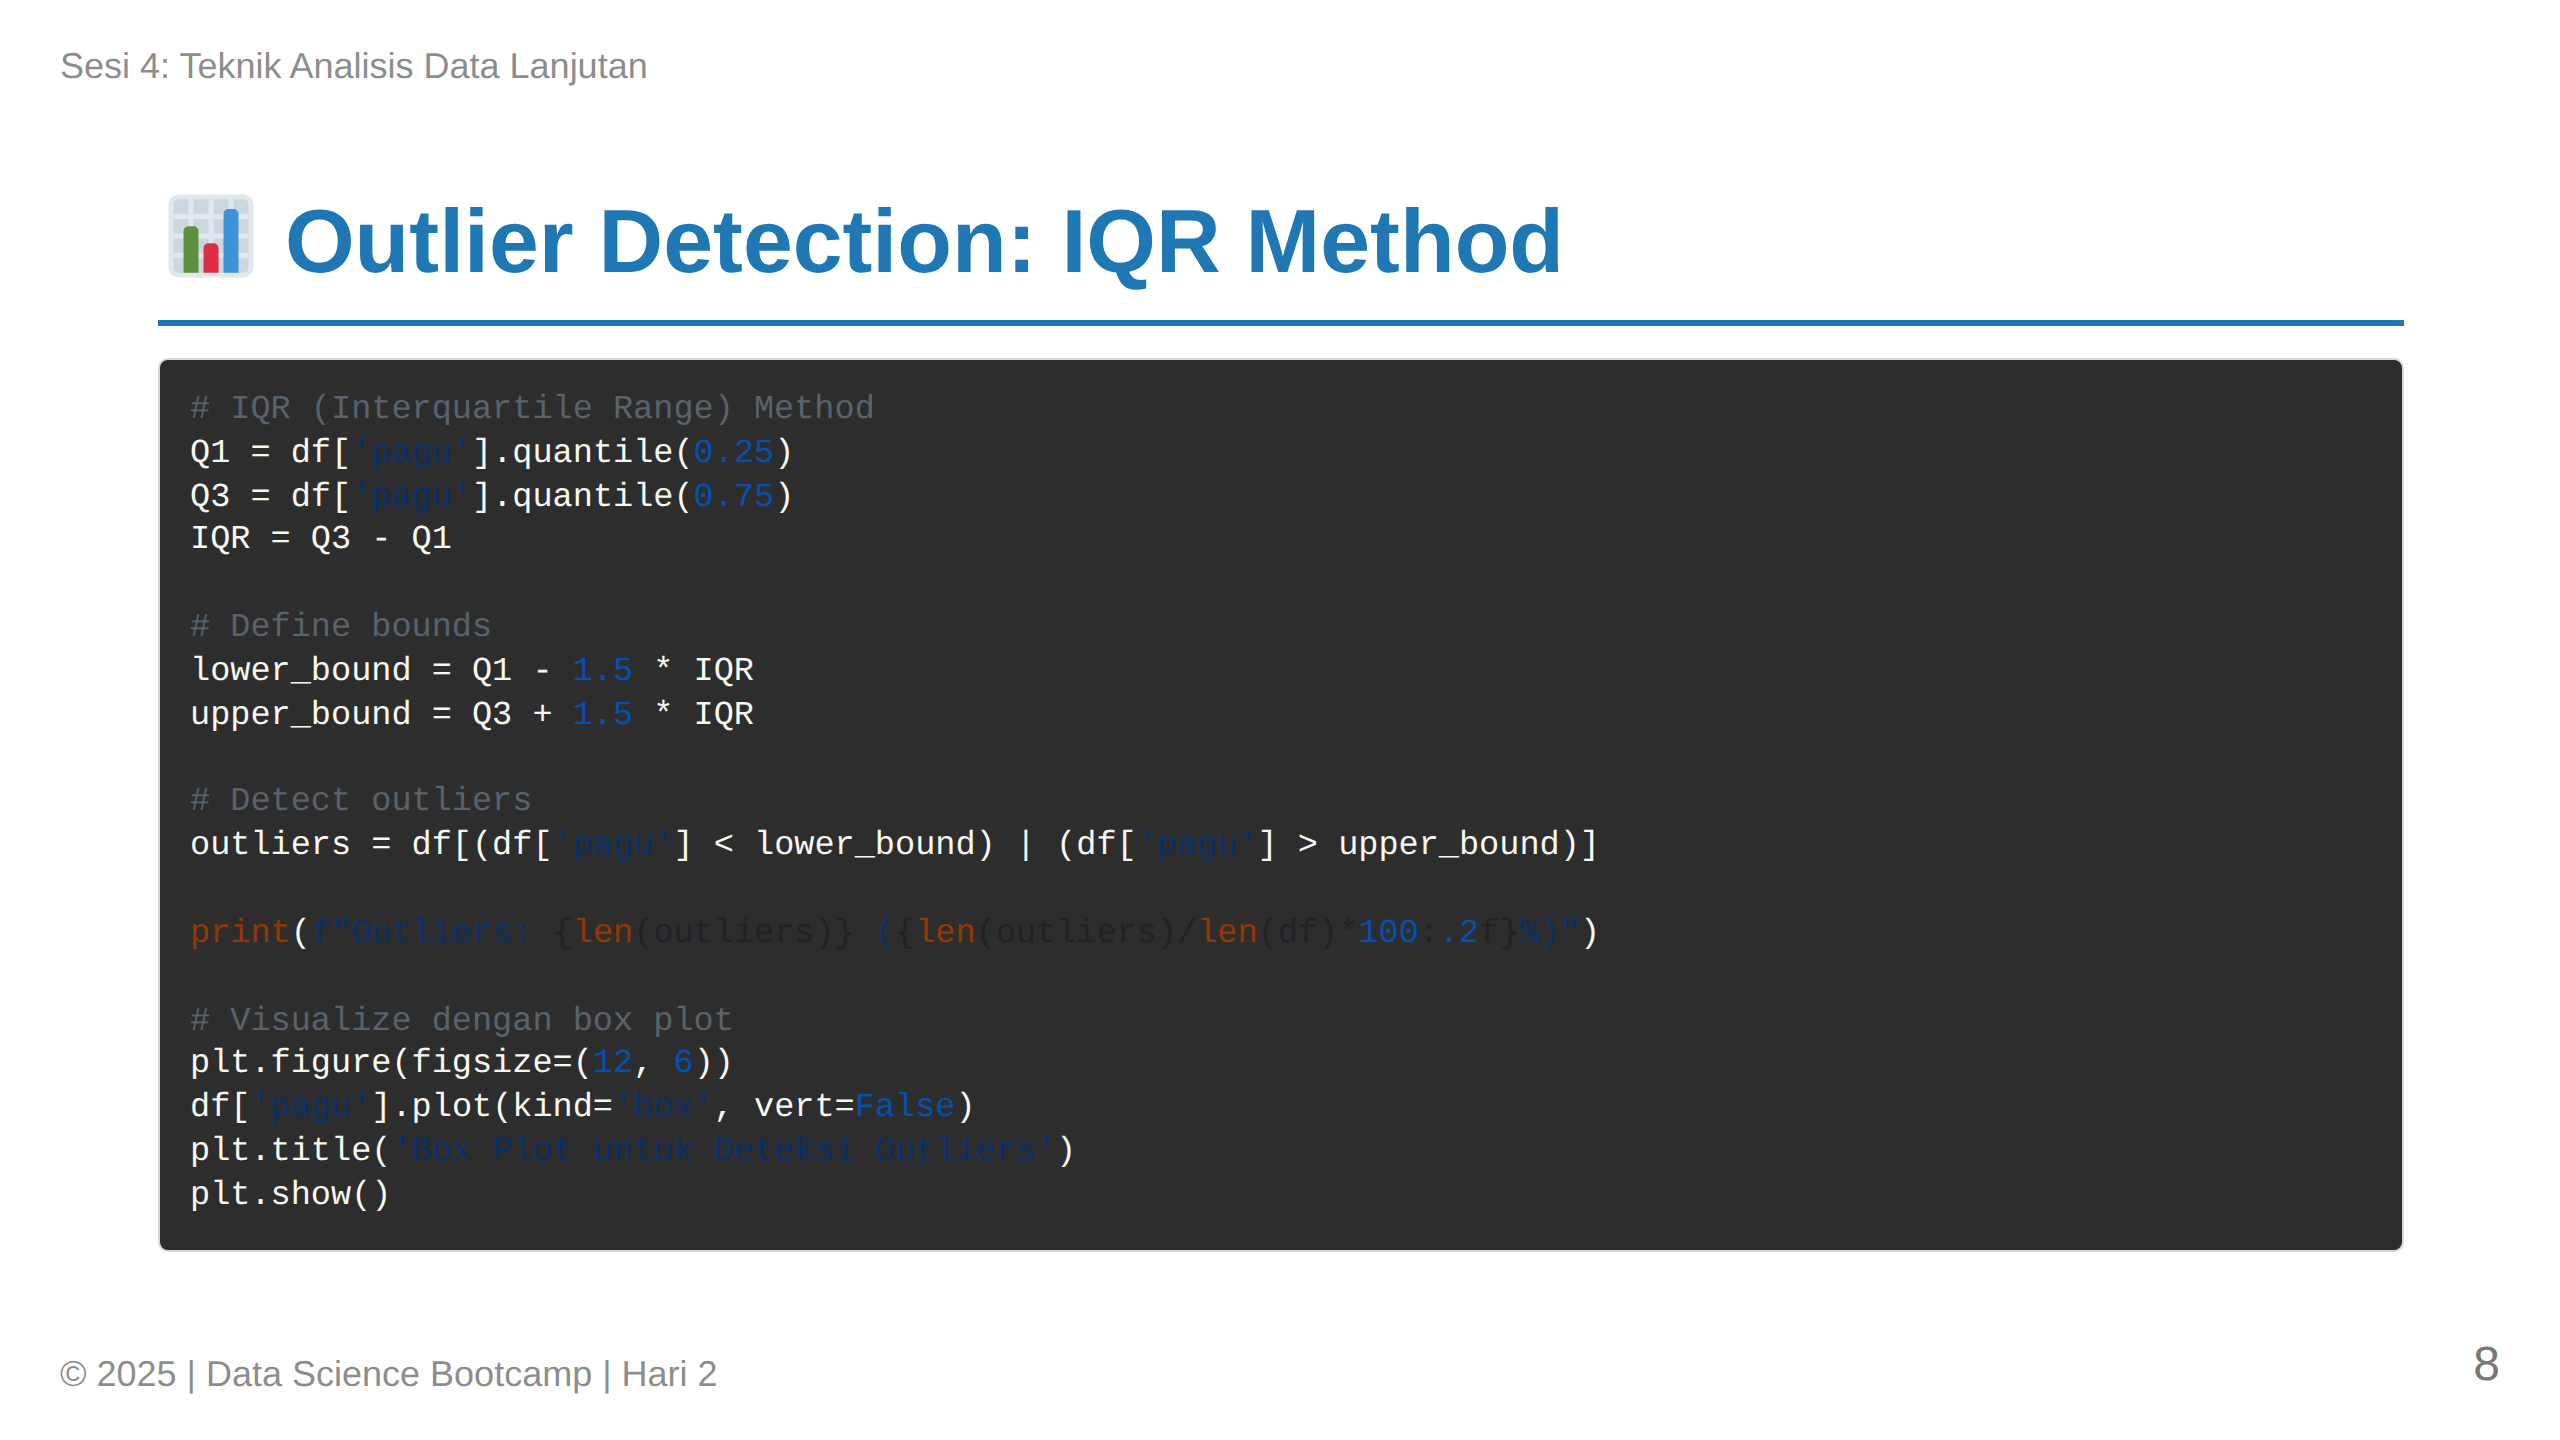 Sesi 4: Teknik Analisis Data Lanjutan
Outlier Detection: IQR Method
# IQR (Interquartile Range) Method
Q1 = df['pagu'].quantile(0.25)
Q3 = df['pagu'].quantile(0.75)
IQR = Q3 - Q1
# Define bounds
lower_bound = Q1 - 1.5 * IQR
upper_bound = Q3 + 1.5 * IQR
# Detect outliers
outliers = df[(df['pagu'] < lower_bound) | (df['pagu'] > upper_bound)]
print(f"Outliers: {len(outliers)} ({len(outliers)/len(df)*100:.2f}%)")
# Visualize dengan box plot
plt.figure(figsize=(12, 6))
df['pagu'].plot(kind='box', vert=False)
plt.title('Box Plot untuk Deteksi Outliers')
plt.show()
© 2025 | Data Science Bootcamp | Hari 2
8